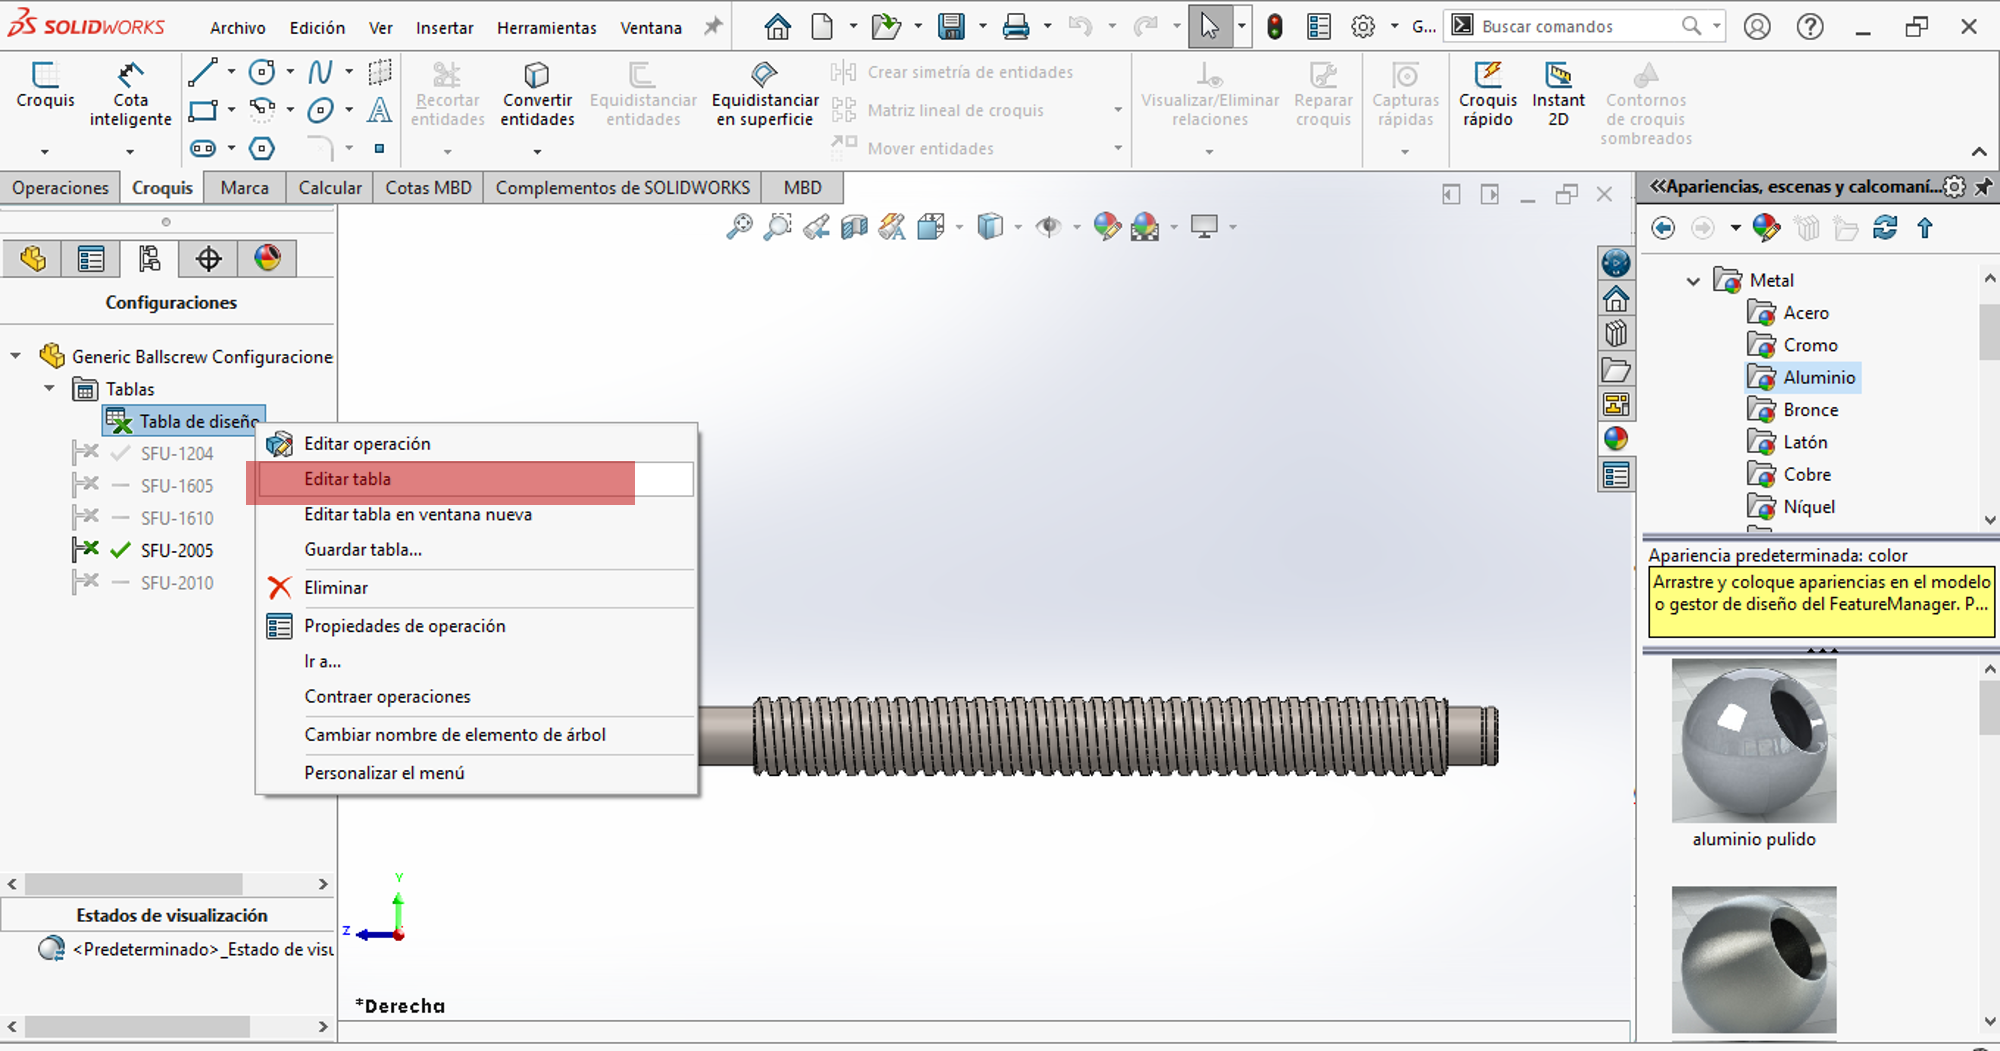 SOLIDWORKS
Archivo Edición Ver Insertar Herramientas Ventana
G...
Buscar comandos
Croquis
Cota
inteligente
Recortar
entidades
Convertir
entidades
Equidistanciar
entidades
Equidistanciar
en superficie
Crear simetría de entidades
Matriz lineal de croquis
Mover entidades
Visualizar/Eliminar
relaciones
Reparar
croquis
Capturas
rápidas
Croquis
rápido
Instant
2D
Contornos
de croquis
sombreados
Operaciones Croquis Marca Calcular Cotas MBD Complementos de SOLIDWORKS MBD
Configuraciones
Generic Ballscrew Configuracione
Tablas
Tabla de diseño
SFU-1204
SFU-1605
SFU-1610
SFU-2005
SFU-2010
Editar operación
Editar tabla
Editar tabla en ventana nueva
Guardar tabla...
Eliminar
Propiedades de operación
Ir a...
Contraer operaciones
Cambiar nombre de elemento de árbol
Personalizar el menú
Estados de visualización
<Predeterminado>_Estado de visu
Y
Z
*Derecha
«Apariencias, escenas y calcomaní...
Metal
Acero
Cromo
Aluminio
Bronce
Latón
Cobre
Níquel
Apariencia predeterminada: color
Arrastre y coloque apariencias en el modelo
o gestor de diseño del FeatureManager. P...
aluminio pulido